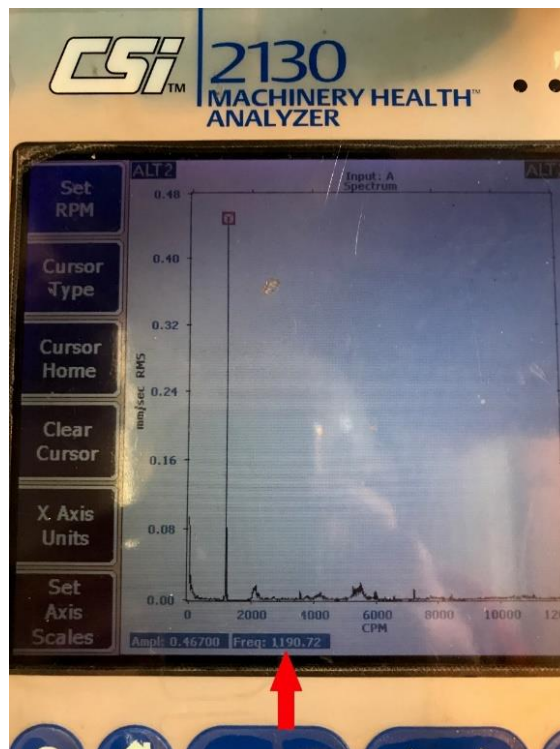 CSi™
2130
MACHINERY HEALTH™
ANALYZER
ALT2
Input: A
Spectrum
Set
RPM
Cursor
Type
Cursor
Home
Clear
Cursor
X Axis
Units
Set
Axis
Scales
0.48
0.40
0.32
0.24
0.16
0.08
0.00
mm/sec RMS
0
2000
4000
6000
8000
10000
CPM
Ampl: 0.46700
Freq: 1190.72